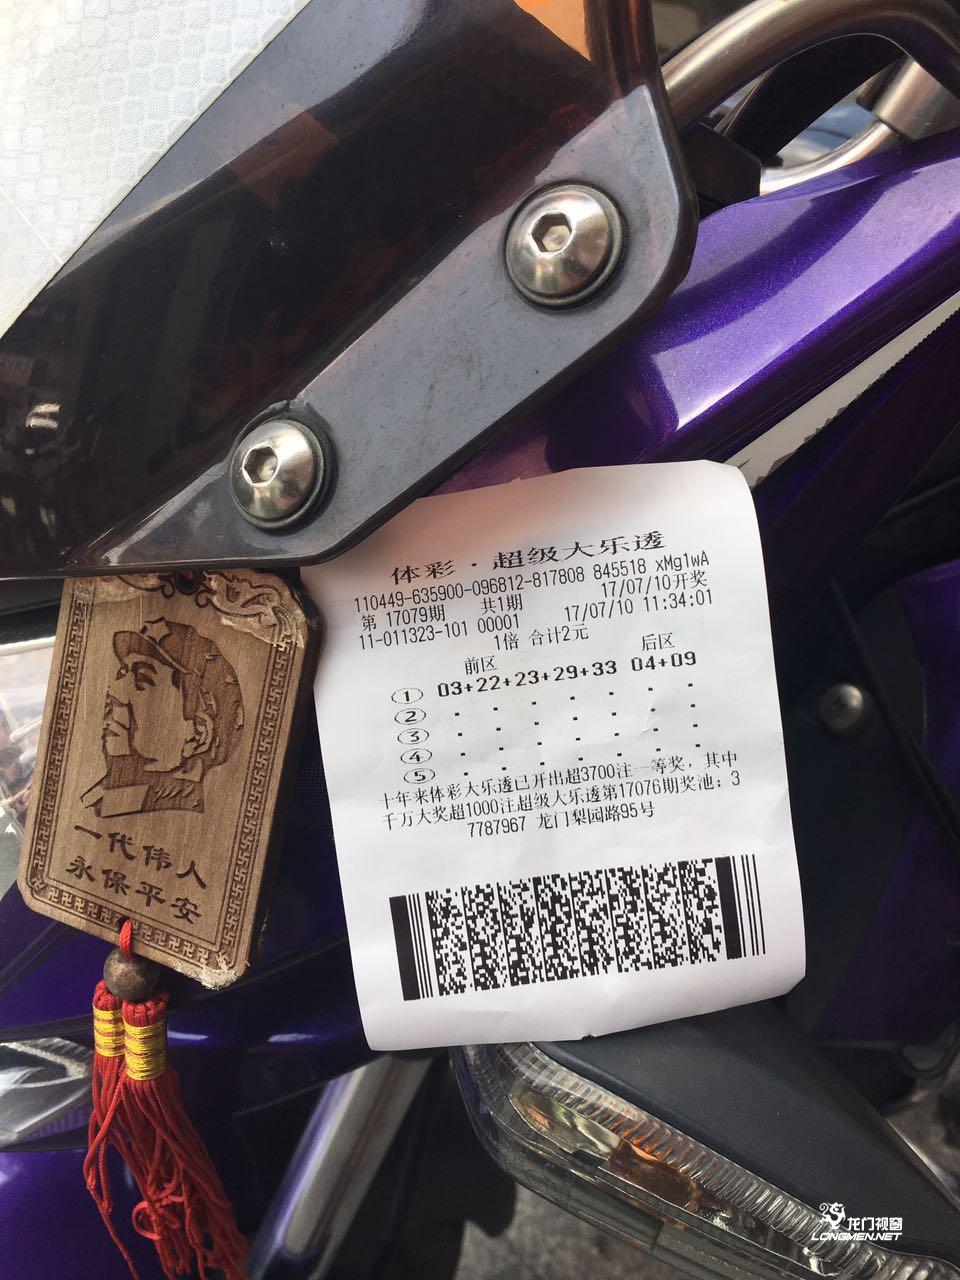 体彩·超级大乐透
110449-635900-096812-817808 845518 xMg1wA
第 17079期 共1期 17/07/10开奖
11-011323-101 00001 17/07/10 11:34:01
1倍 合计2元
前区 后区
① 03+22+23+29+33 04+09
②
③
④
⑤
十年来体彩大乐透已开出超3700注一等奖，其中
千万大奖超1000注超级大乐透第17076期奖池：3
7787967 龙门梨园路95号
一代伟人
永保平安
龙门视窗
LONGMEN.NET